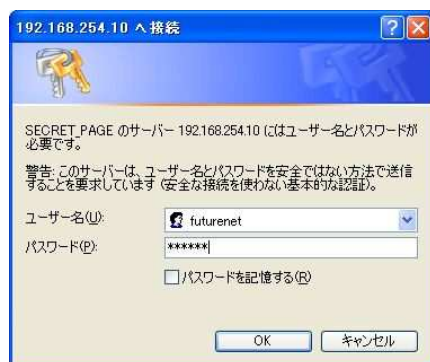 192.168.254.10 へ接続
SECRET_PAGE のサーバー 192.168.254.10 にはユーザー名とパスワードが
必要です。
警告: このサーバーは、ユーザー名とパスワードを安全ではない方法で送信
することを要求しています (安全な接続を使わない基本的な認証)。
ユーザー名(U):
futurenet
パスワード(P):
******
パスワードを記憶する(R)
OK
キャンセル